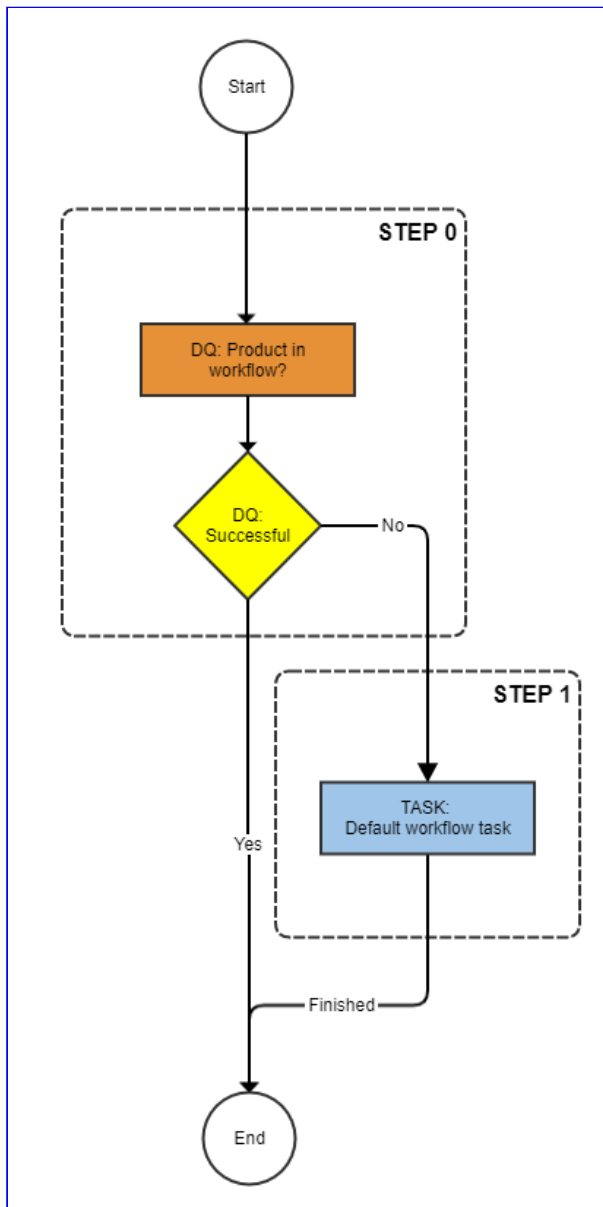 Start
STEP 0
DQ: Product in
workflow?
DQ:
Successful
No
STEP 1
TASK:
Default workflow task
Yes
Finished
End